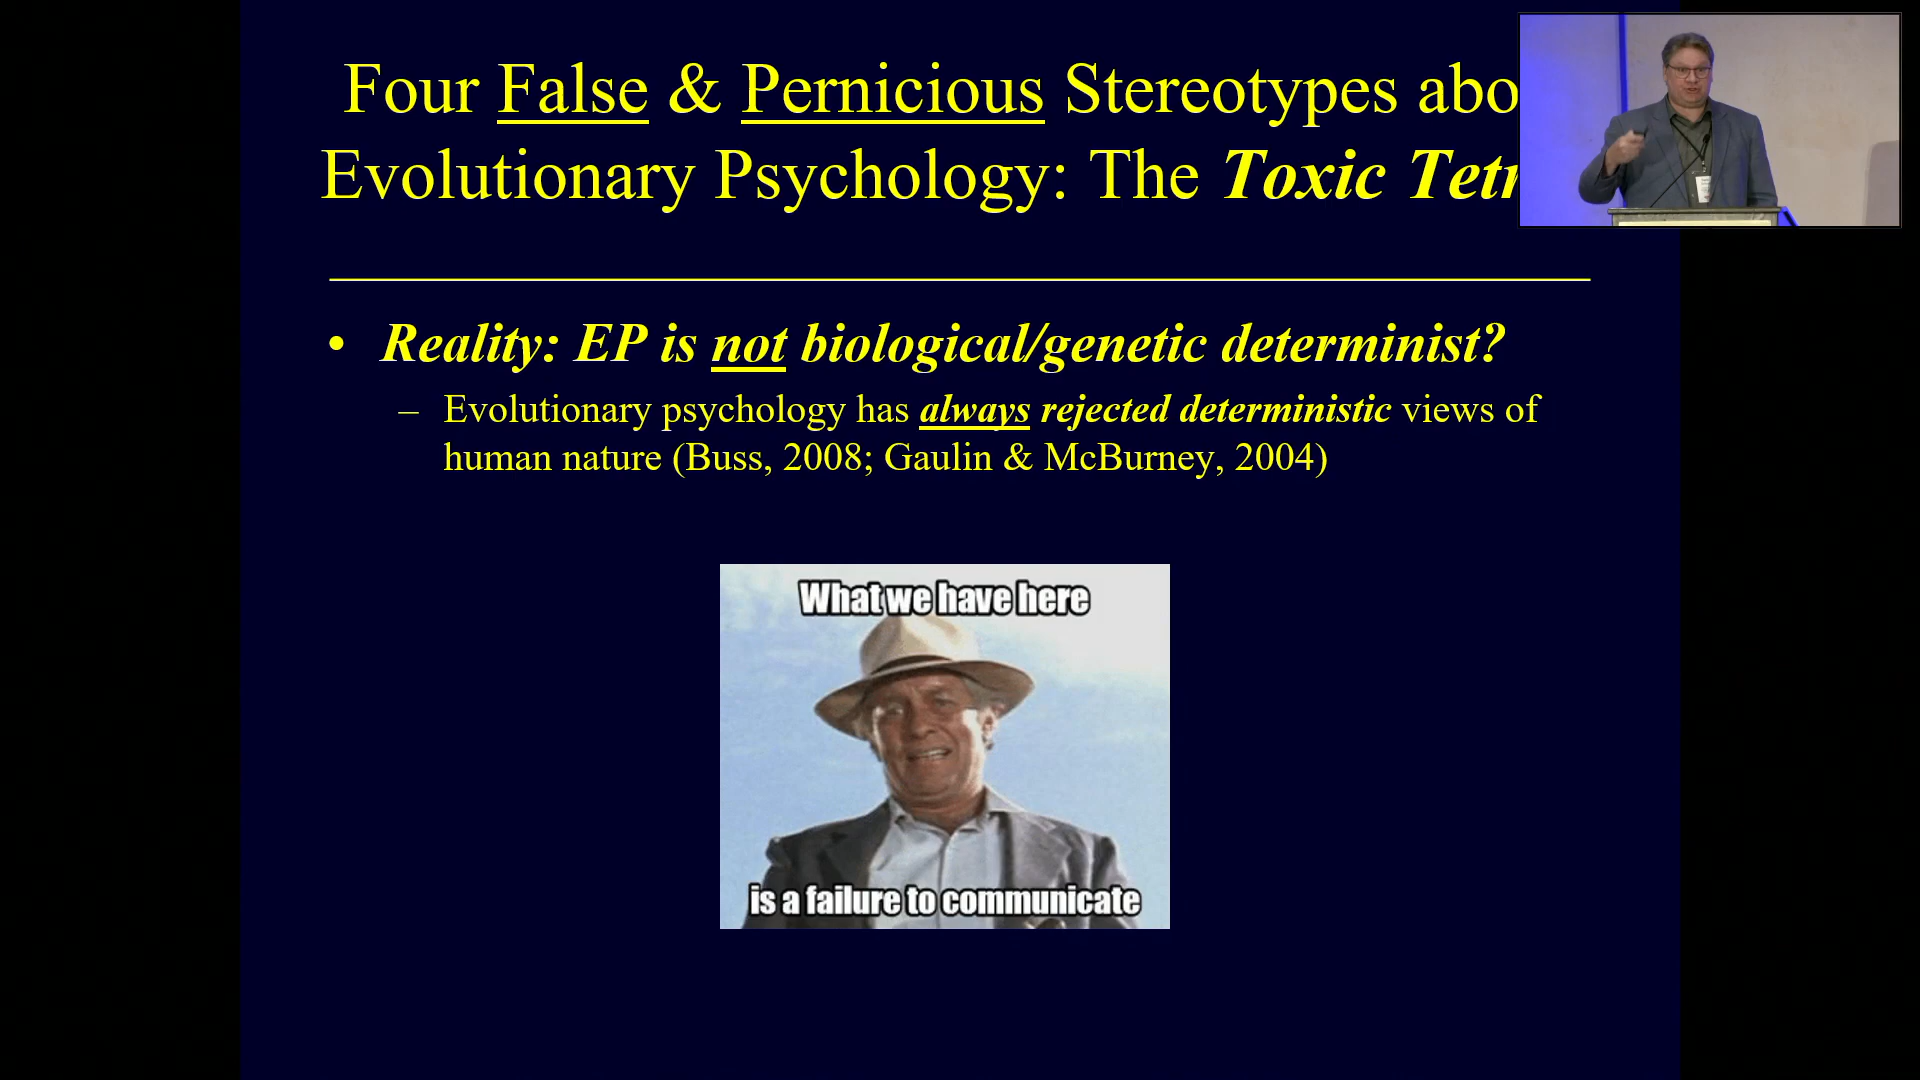 Four False & Pernicious Stereotypes abo
Evolutionary Psychology: The Toxic Tet
• Reality: EP is not biological/genetic determinist?
– Evolutionary psychology has always rejected deterministic views of
human nature (Buss, 2008; Gaulin & McBurney, 2004)
What we have here
is a failure to communicate